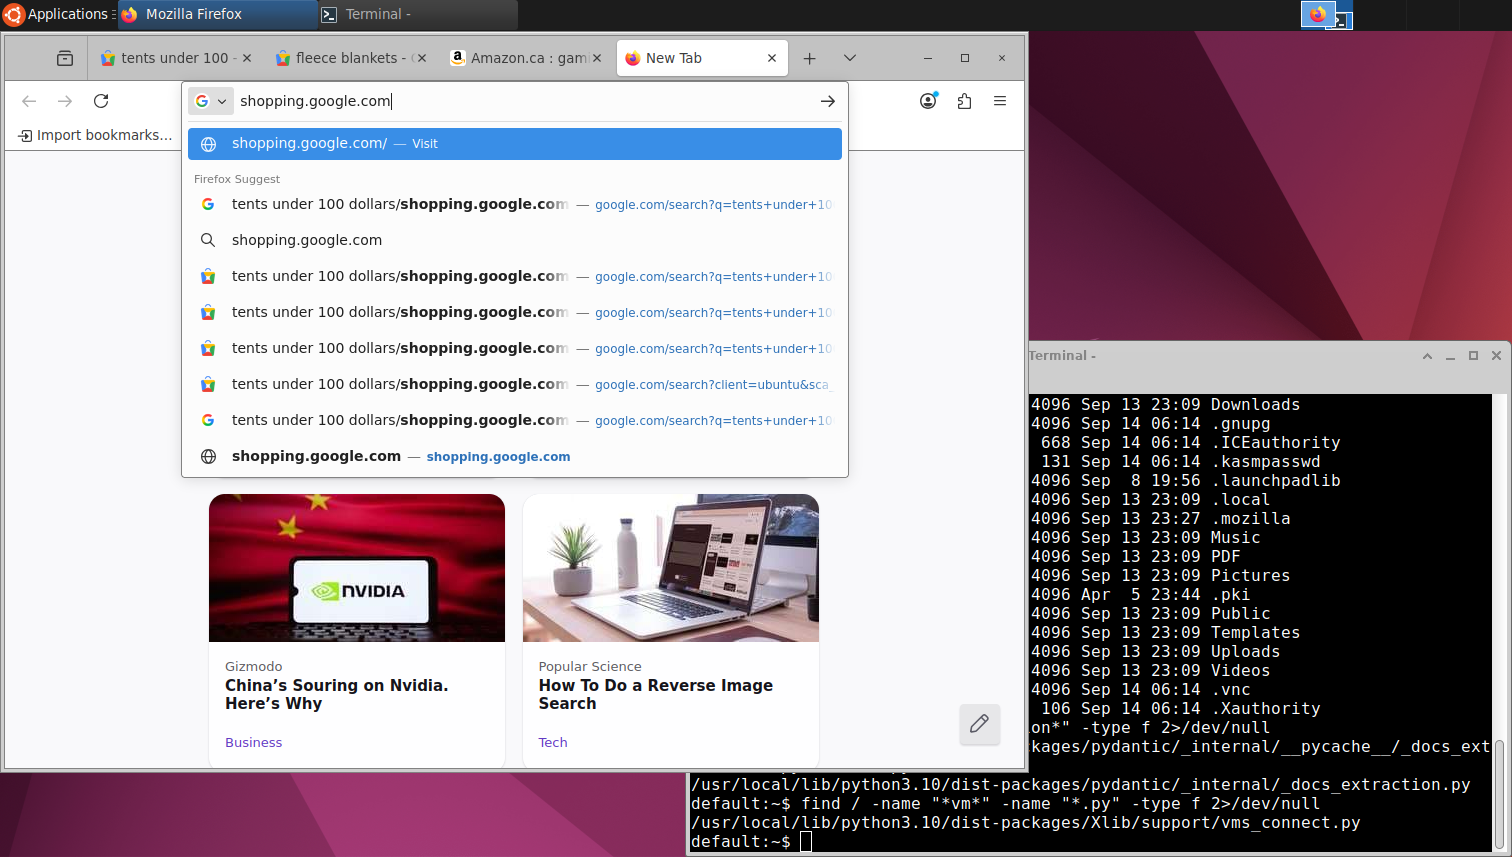 Applications
Mozilla Firefox
Terminal -
tents under 100 -
fleece blankets -
Amazon.ca : gam
New Tab
shopping.google.com
Import bookmarks...
shopping.google.com/ — Visit
Firefox Suggest
tents under 100 dollars/shopping.google.com — google.com/search?q=tents+under+10
shopping.google.com
tents under 100 dollars/shopping.google.com — google.com/search?q=tents+under+10
tents under 100 dollars/shopping.google.com — google.com/search?q=tents+under+10
tents under 100 dollars/shopping.google.com — google.com/search?q=tents+under+10
tents under 100 dollars/shopping.google.com — google.com/search?client=ubuntu&sca_
tents under 100 dollars/shopping.google.com — google.com/search?q=tents+under+10
shopping.google.com — shopping.google.com
NVIDIA
Gizmodo
China's Souring on Nvidia.
Here's Why
Business
Popular Science
How To Do a Reverse Image
Search
Tech
Terminal -
4096 Sep 13 23:09 Downloads
4096 Sep 14 06:14 .gnupg
668 Sep 14 06:14 .ICEauthority
131 Sep 14 06:14 .kasmpasswd
4096 Sep  8 19:56 .launchpadlib
4096 Sep 13 23:09 .local
4096 Sep 13 23:27 .mozilla
4096 Sep 13 23:09 Music
4096 Sep 13 23:09 PDF
4096 Sep 13 23:09 Pictures
4096 Apr  5 23:44 .pki
4096 Sep 13 23:09 Public
4096 Sep 13 23:09 Templates
4096 Sep 13 23:09 Uploads
4096 Sep 13 23:09 Videos
4096 Sep 14 06:14 .vnc
106 Sep 14 06:14 .Xauthority
on*" -type f 2>/dev/null
kages/pydantic/_internal/__pycache__/_docs_ext
/usr/local/lib/python3.10/dist-packages/pydantic/_internal/_docs_extraction.py
default:~$ find / -name "*vm*" -name "*.py" -type f 2>/dev/null
/usr/local/lib/python3.10/dist-packages/Xlib/support/vms_connect.py
default:~$